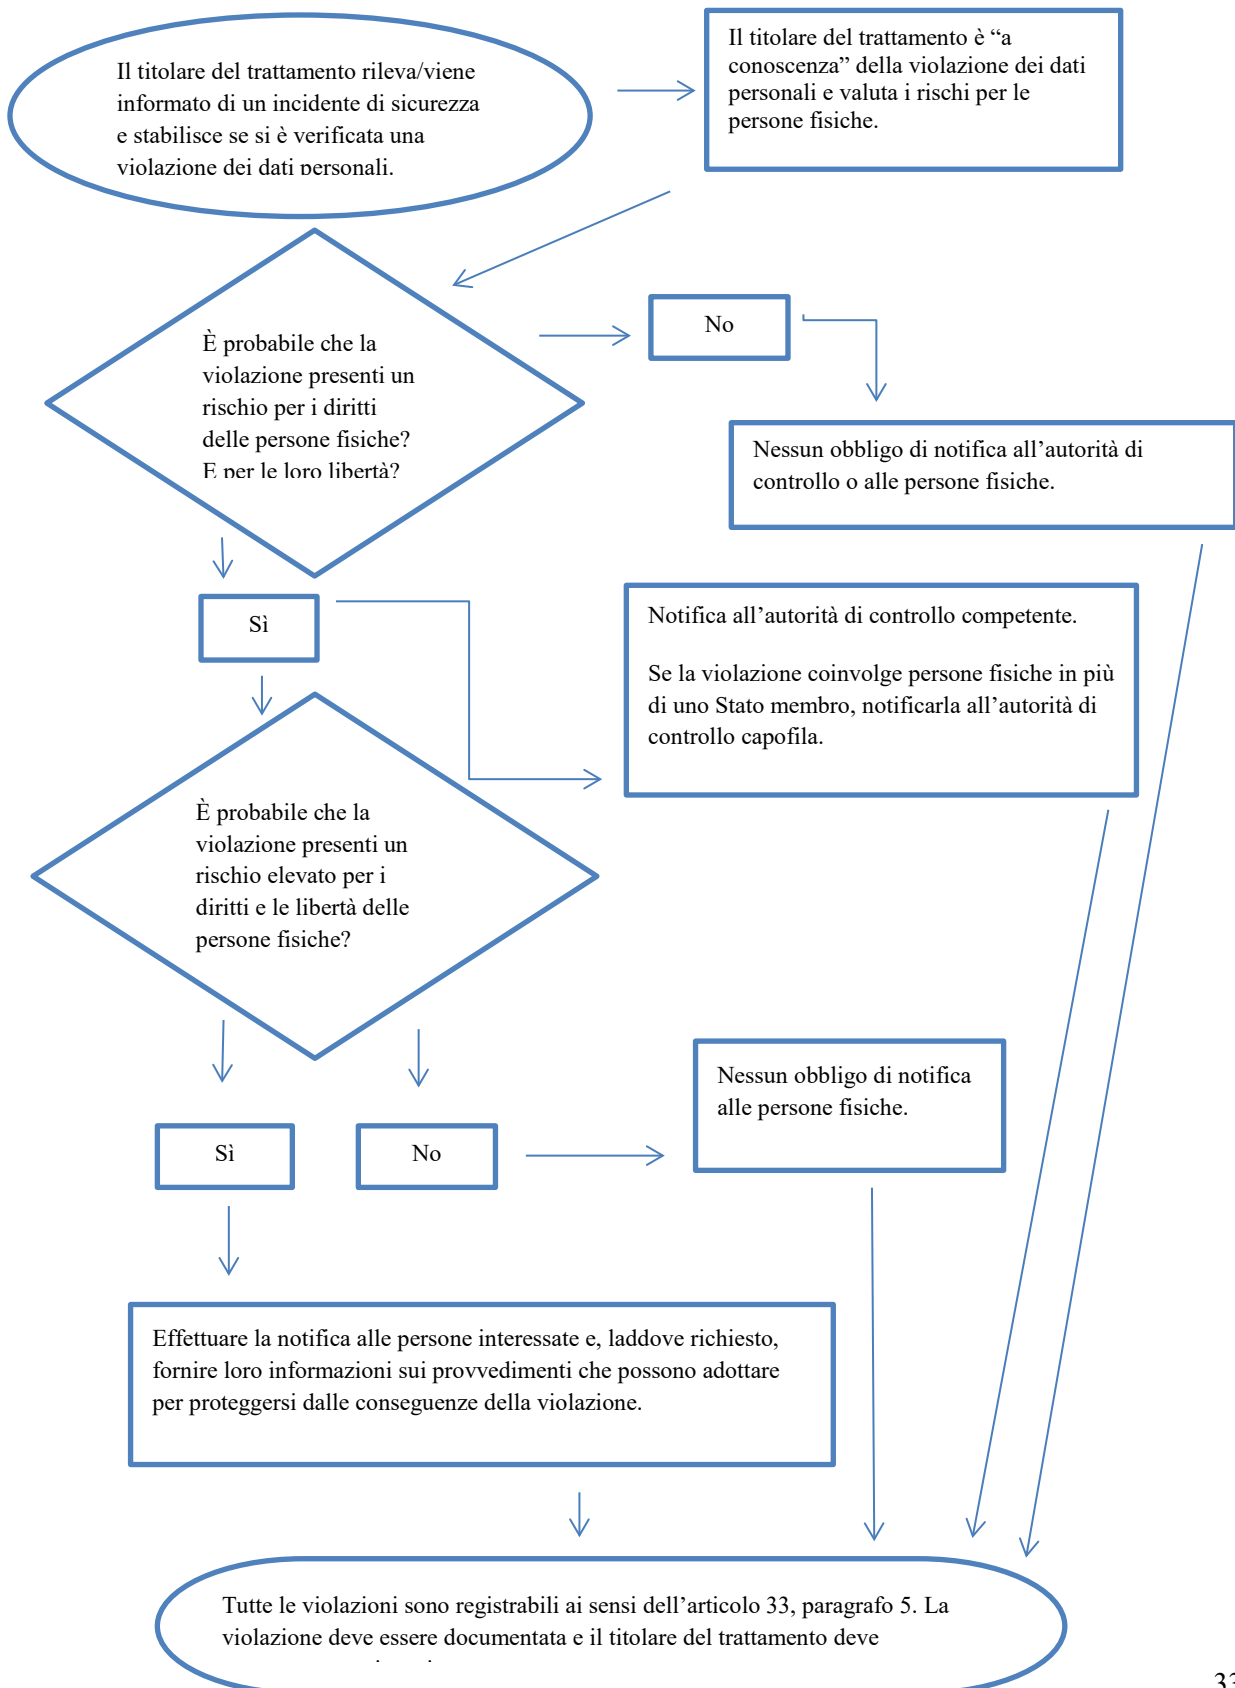 Il titolare del trattamento rileva/viene
informato di un incidente di sicurezza
e stabilisce se si è verificata una
violazione dei dati personali.
Il titolare del trattamento è “a
conoscenza” della violazione dei dati
personali e valuta i rischi per le
persone fisiche.
È probabile che la
violazione presenti un
rischio per i diritti
delle persone fisiche?
E per le loro libertà?
No
Nessun obbligo di notifica all’autorità di
controllo o alle persone fisiche.
Sì
Notifica all’autorità di controllo competente.
Se la violazione coinvolge persone fisiche in più
di uno Stato membro, notificarla all’autorità di
controllo capofila.
È probabile che la
violazione presenti un
rischio elevato per i
diritti e le libertà delle
persone fisiche?
Sì
No
Nessun obbligo di notifica
alle persone fisiche.
Effettuare la notifica alle persone interessate e, laddove richiesto,
fornire loro informazioni sui provvedimenti che possono adottare
per proteggersi dalle conseguenze della violazione.
Tutte le violazioni sono registrabili ai sensi dell’articolo 33, paragrafo 5. La
violazione deve essere documentata e il titolare del trattamento deve
33